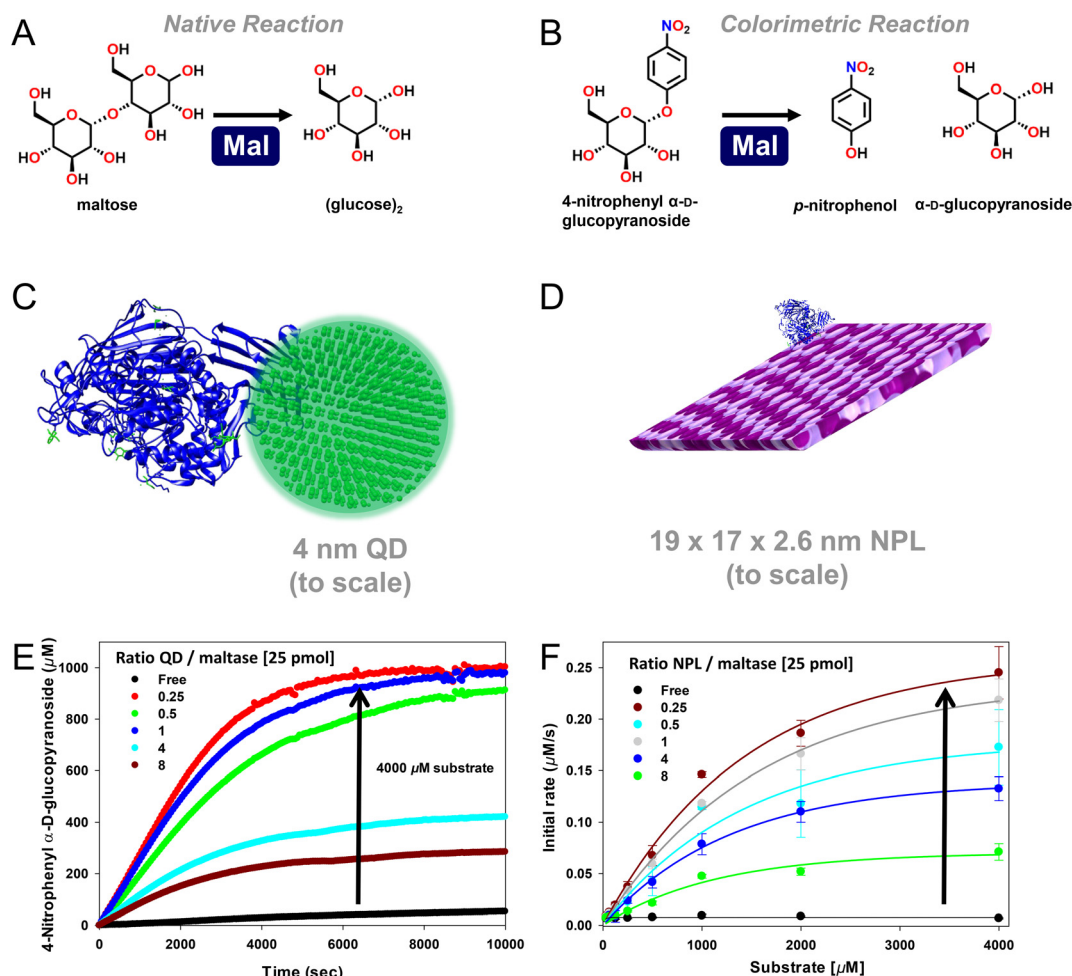 A
Native Reaction
OH
O
OH
HO
OH
HO
O
O
OH
HO
OH
OH
Mal
OH
O
OH
HO
OH
OH
maltose
(glucose)₂
B
Colorimetric Reaction
NO₂
HO
O
O
HO
OH
OH
Mal
NO₂
OH
HO
O
OH
HO
OH
OH
4-nitrophenyl α-D-
glucopyranoside
p-nitrophenol
α-D-glucopyranoside
C
4 nm QD
(to scale)
D
19 x 17 x 2.6 nm NPL
(to scale)
E
4-Nitrophenyl α-D-glucopyranoside (µM)
1000
800
600
400
200
0
Ratio QD / maltase [25 pmol]
Free
0.25
0.5
1
4
8
4000 µM substrate
0
2000
4000
6000
8000
10000
Time (sec)
F
Initial rate (µM/s)
0.25
0.20
0.15
0.10
0.05
0.00
Ratio NPL / maltase [25 pmol]
Free
0.25
0.5
1
4
8
0
1000
2000
3000
4000
Substrate [µM]